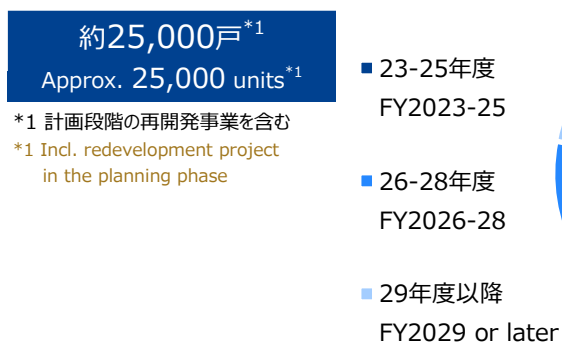 約25,000戸*1
Approx. 25,000 units*1
*1 計画段階の再開発事業を含む
*1 Incl. redevelopment project
in the planning phase
23-25年度
FY2023-25
26-28年度
FY2026-28
29年度以降
FY2029 or later